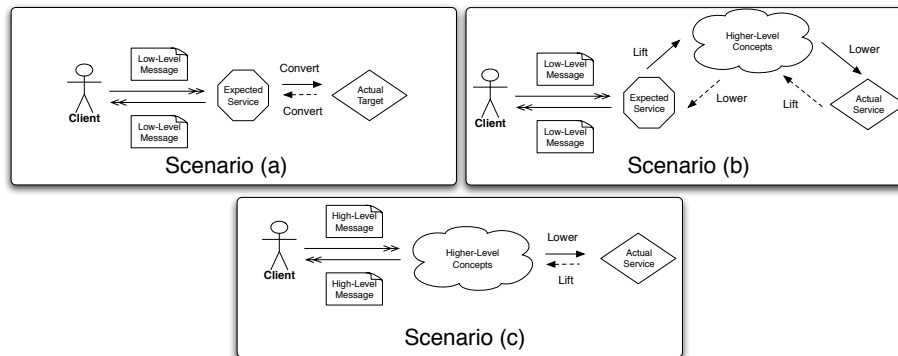 Low-Level
Message
Client
Low-Level
Message
Expected
Service
Convert
Convert
Actual
Target
Scenario (a)
Low-Level
Message
Client
Low-Level
Message
Lift
Expected
Service
Higher-Level
Concepts
Lower
Lower
Lift
Actual
Service
Scenario (b)
High-Level
Message
Client
High-Level
Message
Higher-Level
Concepts
Lower
Lift
Actual
Service
Scenario (c)